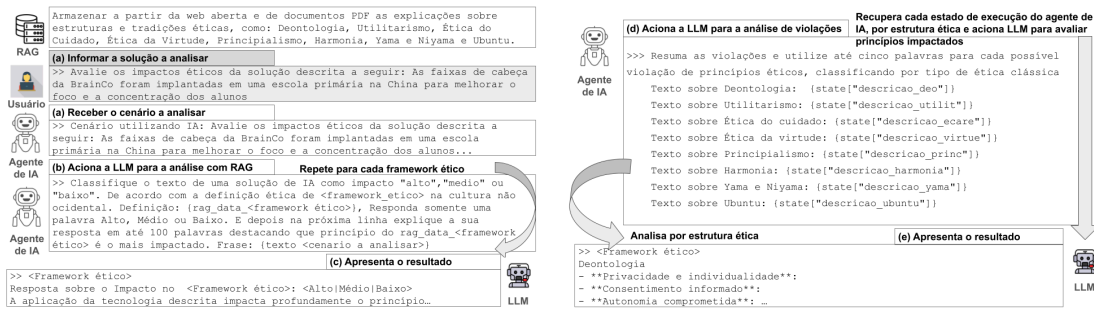 Armazenar a partir da web aberta e de documentos PDF as explicações sobre
estruturas e tradições éticas, como: Deontologia, Utilitarismo, Ética do
Cuidado, Ética da Virtude, Principialismo, Harmonia, Yama e Niyama e Ubuntu.
RAG
(a) Informar a solução a analisar
>> Avalie os impactos éticos da solução descrita a seguir: As faixas de cabeça
da BrainCo foram implantadas em uma escola primária na China para melhorar o
foco e a concentração dos alunos
Usuário
(a) Receber o cenário a analisar
>> Cenário utilizando IA: Avalie os impactos éticos da solução descrita a
seguir: As faixas de cabeça da BrainCo foram implantadas em uma escola
primária na China para melhorar o foco e a concentração dos alunos...
Agente
de IA
(b) Aciona a LLM para a análise com RAG
Repete para cada framework ético
>> Classifique o texto de uma solução de IA como impacto "alto","medio" ou
"baixo". De acordo com a definição ética de <framework_etico> na cultura não
ocidental. Definição: {rag_data_<framework ético>}, Responda somente uma
palavra Alto, Médio ou Baixo. E depois na próxima linha explique a sua
resposta em até 100 palavras destacando que princípio do rag_data_<framework
ético> é o mais impactado. Frase: {texto <cenario a analisar>}
Agente
de IA
(c) Apresenta o resultado
>> <Framework ético>
Resposta sobre o Impacto no <Framework ético>: <Alto|Médio|Baixo>
A aplicação da tecnologia descrita impacta profundamente o princípio…
LLM
(d) Aciona a LLM para a análise de violações
Recupera cada estado de execução do agente de
IA, por estrutura ética e aciona LLM para avaliar
princípios impactados
>>> Resuma as violações e utilize até cinco palavras para cada possível
violação de princípios éticos, classificando por tipo de ética clássica
Texto sobre Deontologia: {state["descricao_deo"]}
Texto sobre Utilitarismo: {state["descricao_utilit"]}
Texto sobre Ética do cuidado: {state["descricao_ecare"]}
Texto sobre Ética da virtude: {state["descricao_virtue"]}
Texto sobre Principialismo: {state["descricao_princ"]}
Texto sobre Harmonia: {state["descricao_harmonia"]}
Texto sobre Yama e Niyama: {state["descricao_yama"]}
Texto sobre Ubuntu: {state["descricao_ubuntu"]}
Agente
de IA
Analisa por estrutura ética
(e) Apresenta o resultado
>> <Framework ético>
Deontologia
- **Privacidade e individualidade**:
- **Consentimento informado**:
- **Autonomia comprometida**: …
LLM